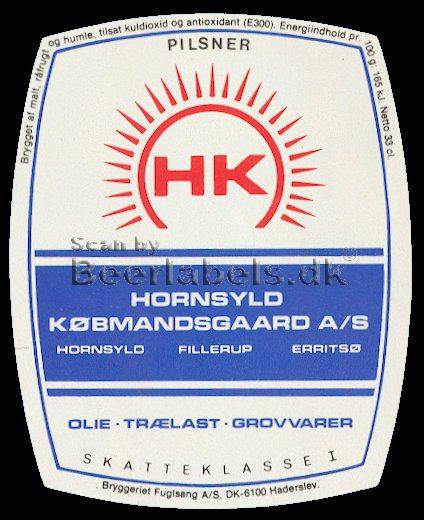 Brygget af malt, råfrugt og humle, tilsat kuldioxid og antioxidant (E300). Energiindhold pr. 100 g: 165 kJ. Netto 33 cl.
PILSNER
HK
Scan by
Beerlabels.dk
©
HORNSYLD
KØBMANDSGAARD A/S
HORNSYLD FILLERUP ERRITSØ
OLIE · TRÆLAST · GROVVARER
SKATTEKLASSE I
Bryggeriet Fuglsang A/S, DK-6100 Haderslev.